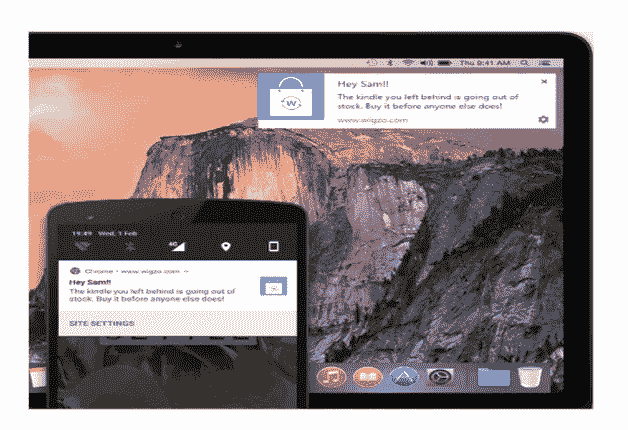 Thu 9:41 AM
Hey Sam!!
The kindle you left behind is going out of
stock. Buy it before anyone else does!
www.wigzo.com
W
19:49 Wed, 1 Feb
4G
Chrome • www.wigzo.com
Hey Sam!!
The kindle you left behind is going out of
stock. Buy it before anyone else does!
SITE SETTINGS